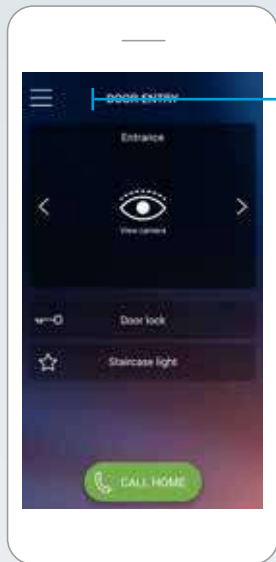 DOOR ENTRY
Entrance
View camera
Door lock
Staircase light
CALL HOME